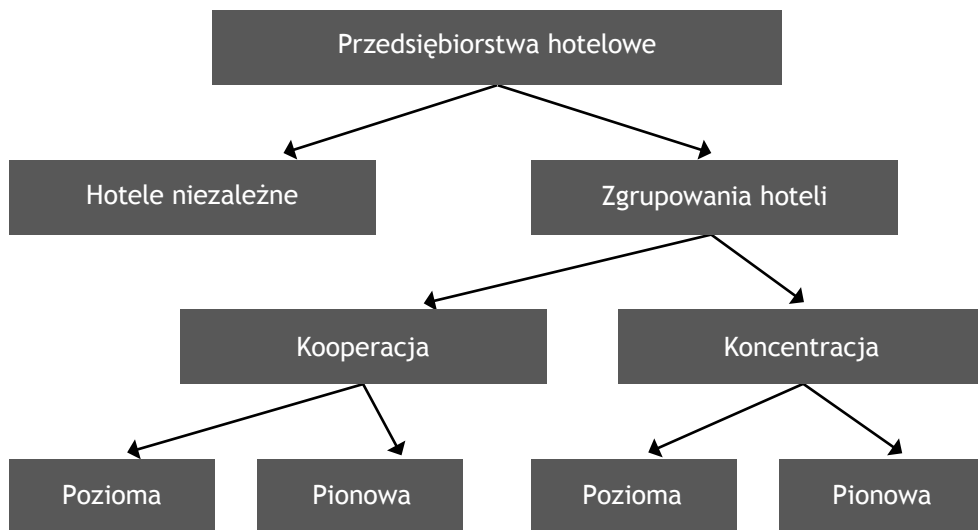 Przedsiębiorstwa hotelowe
Hotele niezależne
Zgrupowania hoteli
Kooperacja
Koncentracja
Pozioma
Pionowa
Pozioma
Pionowa